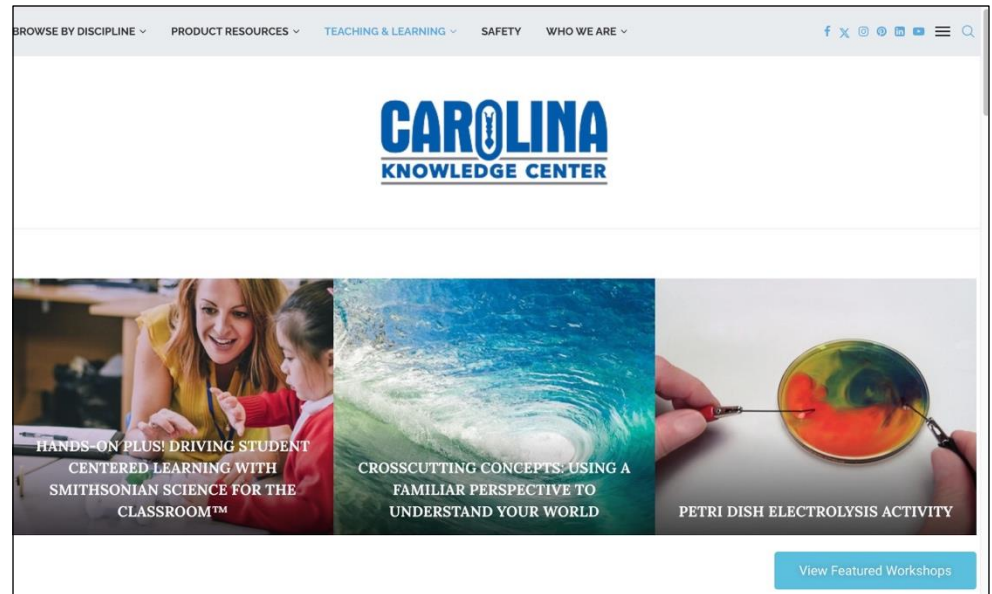 BROWSE BY DISCIPLINE PRODUCT RESOURCES TEACHING & LEARNING SAFETY WHO WE ARE
CAROLINA
KNOWLEDGE CENTER
HANDS-ON PLUS! DRIVING STUDENT
CENTERED LEARNING WITH
SMITHSONIAN SCIENCE FOR THE
CLASSROOM™
CROSSCUTTING CONCEPTS: USING A
FAMILIAR PERSPECTIVE TO
UNDERSTAND YOUR WORLD
PETRI DISH ELECTROLYSIS ACTIVITY
View Featured Workshops